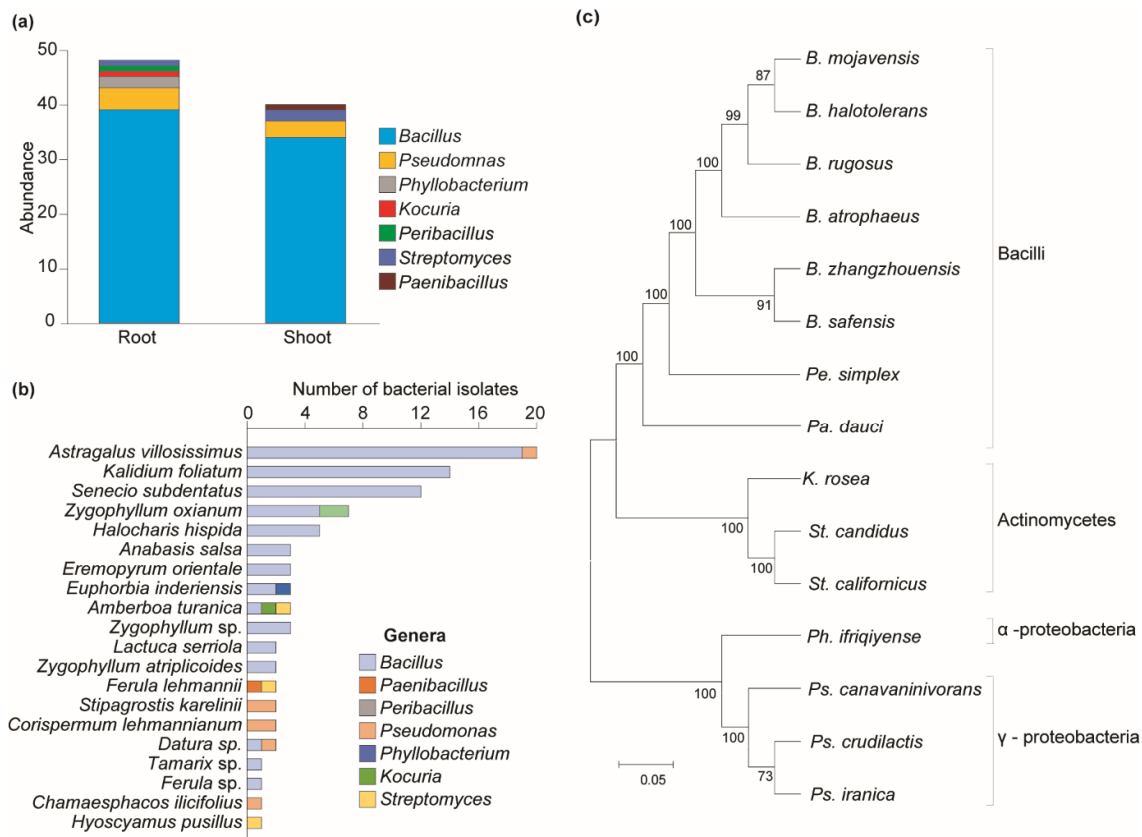 (a)
50
40
30
20
10
0
Abundance
Root
Shoot
Bacillus
Pseudomnas
Phyllobacterium
Kocuria
Peribacillus
Streptomyces
Paenibacillus
(b)
Number of bacterial isolates
0 4 8 12 16 20
Astragalus villosissimus
Kalidium foliatum
Senecio subdentatus
Zygophyllum oxianum
Halocharis hispida
Anabasis salsa
Eremopyrum orientale
Euphorbia inderiensis
Amberboa turanica
Zygophyllum sp.
Lactuca serriola
Zygophyllum atriplicoides
Ferula lehmannii
Stipagrostis karelinii
Corispermum lehmannianum
Datura sp.
Tamarix sp.
Ferula sp.
Chamaesphacos ilicifolius
Hyoscyamus pusillus
Genera
Bacillus
Paenibacillus
Peribacillus
Pseudomonas
Phyllobacterium
Kocuria
Streptomyces
(c)
B. mojavensis
87
B. halotolerans
99
B. rugosus
100
B. atrophaeus
100
B. zhangzhouensis
91
B. safensis
100
Pe. simplex
100
Pa. dauci
Bacilli
K. rosea
100
St. candidus
100
St. californicus
Actinomycetes
Ph. ifriqiyense
α -proteobacteria
100
Ps. canavaninivorans
100
Ps. crudilactis
73
Ps. iranica
γ - proteobacteria
0.05